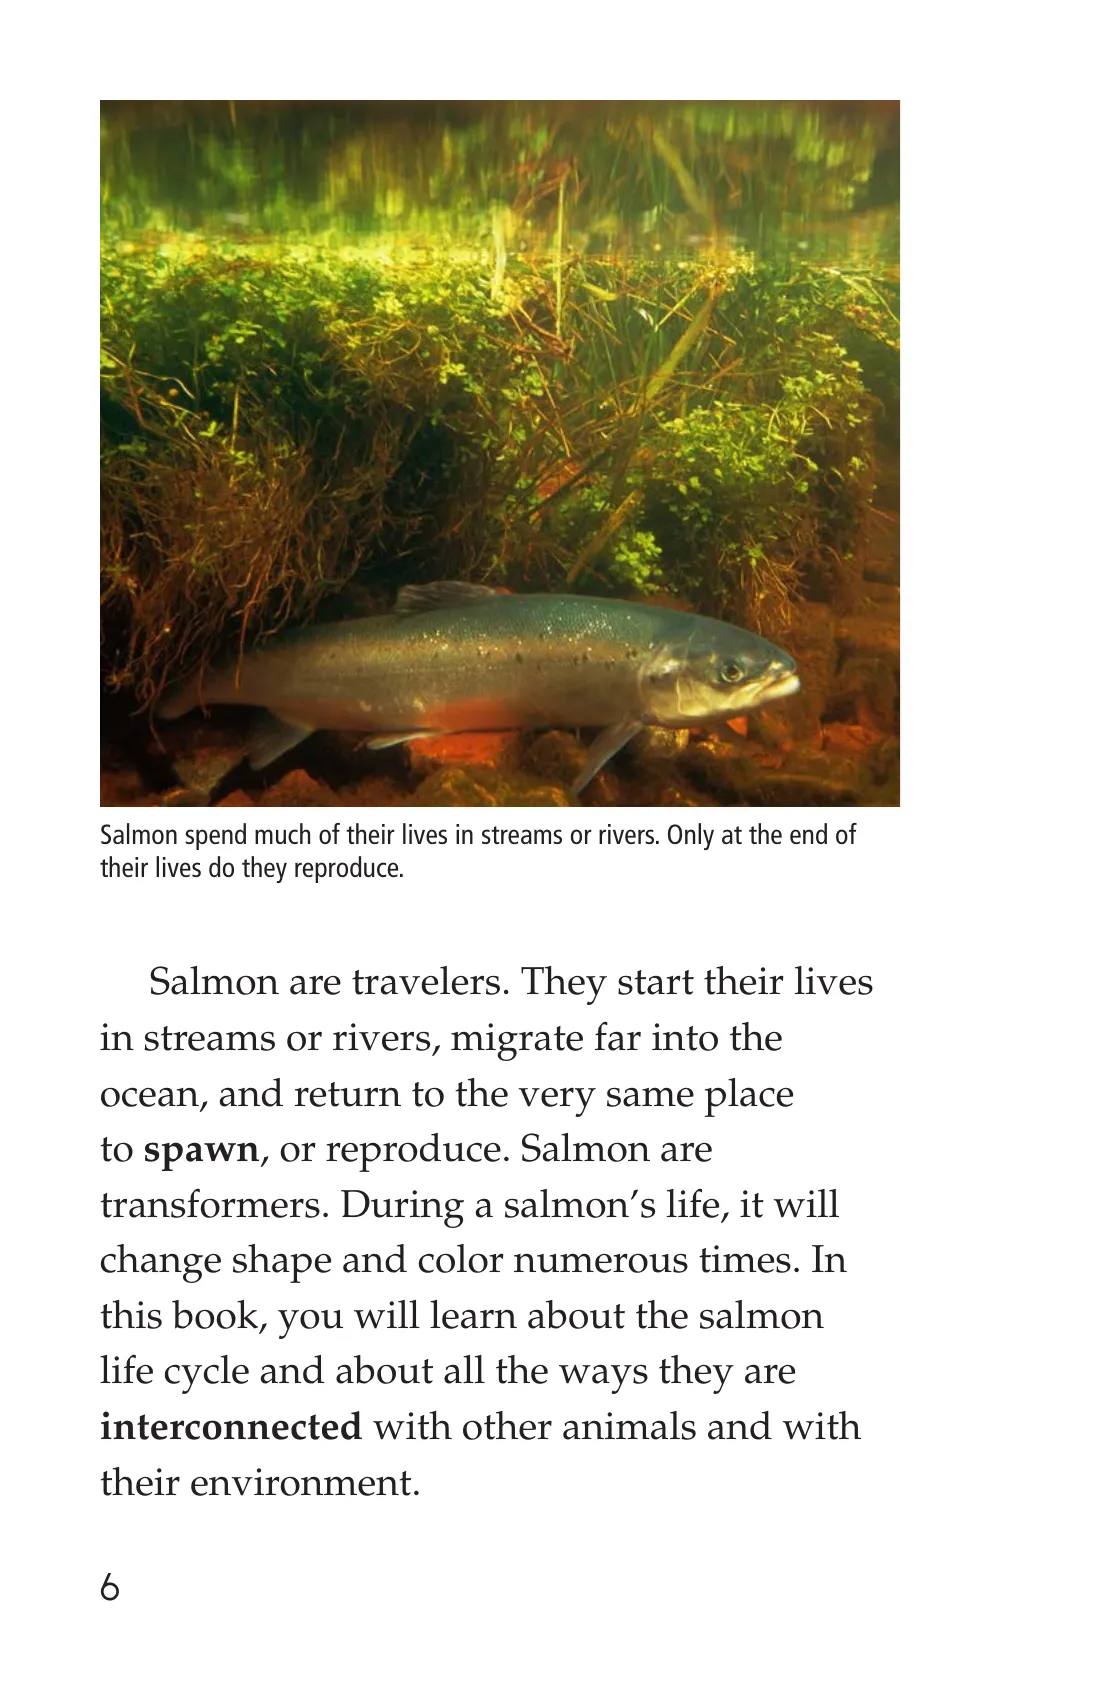 Salmon spend much of their lives in streams or rivers. Only at the end of
their lives do they reproduce.
Salmon are travelers. They start their lives
in streams or rivers, migrate far into the
ocean, and return to the very same place
to spawn, or reproduce. Salmon are
transformers. During a salmon’s life, it will
change shape and color numerous times. In
this book, you will learn about the salmon
life cycle and about all the ways they are
interconnected with other animals and with
their environment.
6